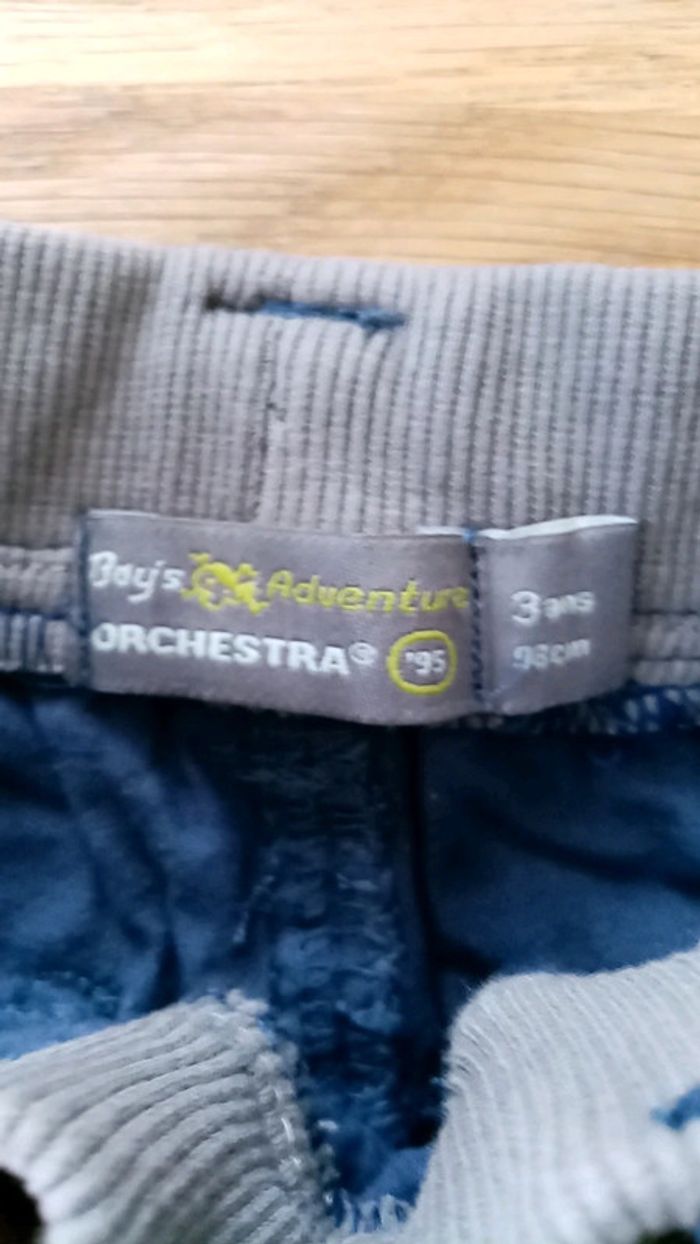 Boy's Adventure
ORCHESTRA® '95
3 ans
98cm